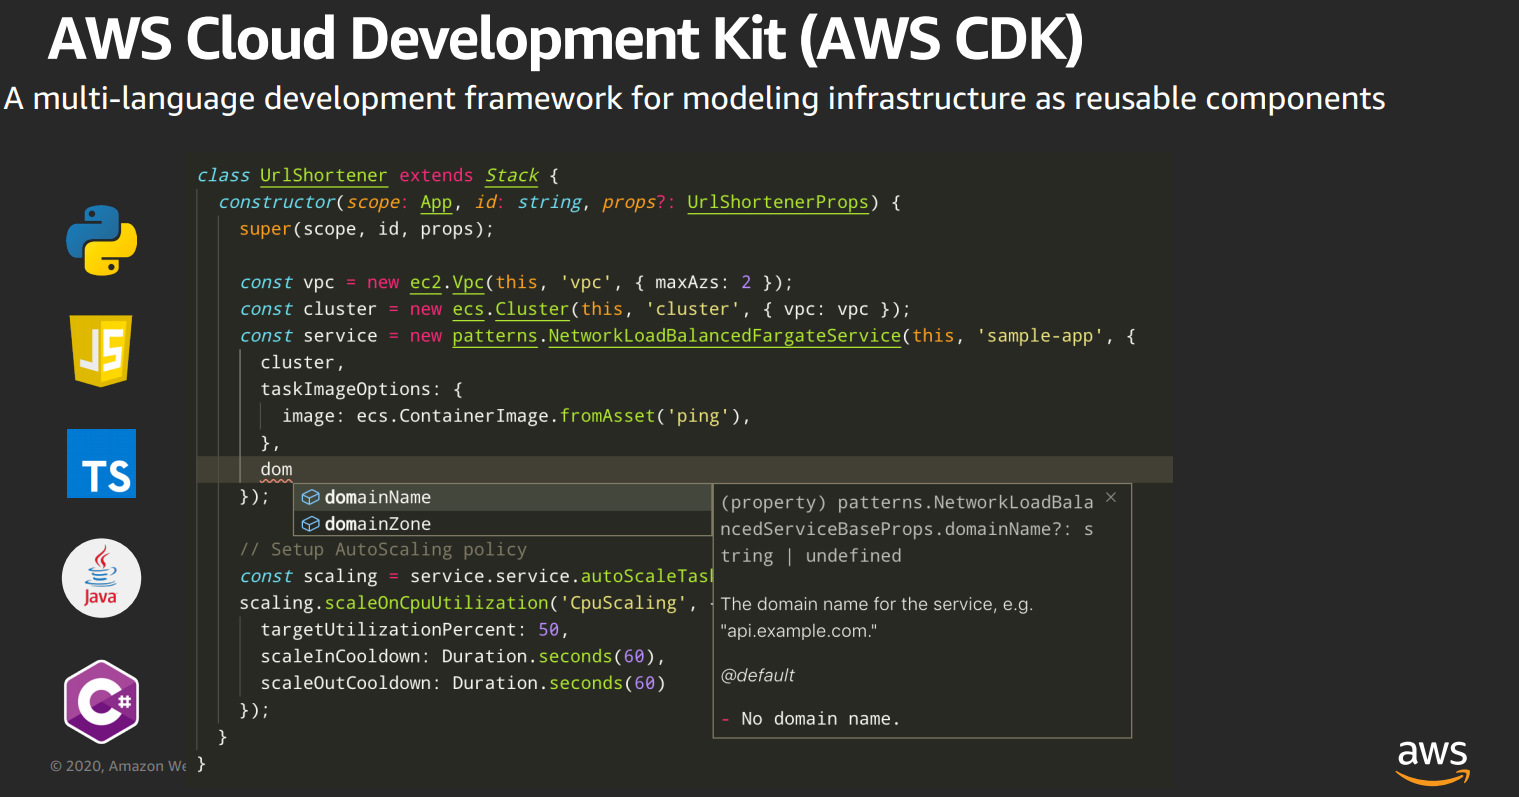 AWS Cloud Development Kit (AWS CDK)
A multi-language development framework for modeling infrastructure as reusable components
class UrlShortener extends Stack {
constructor(scope: App, id: string, props?: UrlShortenerProps) {
super(scope, id, props);
const vpc = new ec2.Vpc(this, 'vpc', { maxAzs: 2 });
const cluster = new ecs.Cluster(this, 'cluster', { vpc: vpc });
const service = new patterns.NetworkLoadBalancedFargateService(this, 'sample-app', {
cluster,
taskImageOptions: {
image: ecs.ContainerImage.fromAsset('ping'),
},
dom
});
domainName
domainZone
(property) patterns.NetworkLoadBala
ncedServiceBaseProps.domainName?: s
tring | undefined
The domain name for the service, e.g.
"api.example.com."
@default
- No domain name.
// Setup AutoScaling policy
const scaling = service.service.autoScaleTas
scaling.scaleOnCpuUtilization('CpuScaling',
targetUtilizationPercent: 50,
scaleInCooldown: Duration.seconds(60),
scaleOutCooldown: Duration.seconds(60)
});
}
}
JS
TS
Java
C#
© 2020, Amazon We
aws